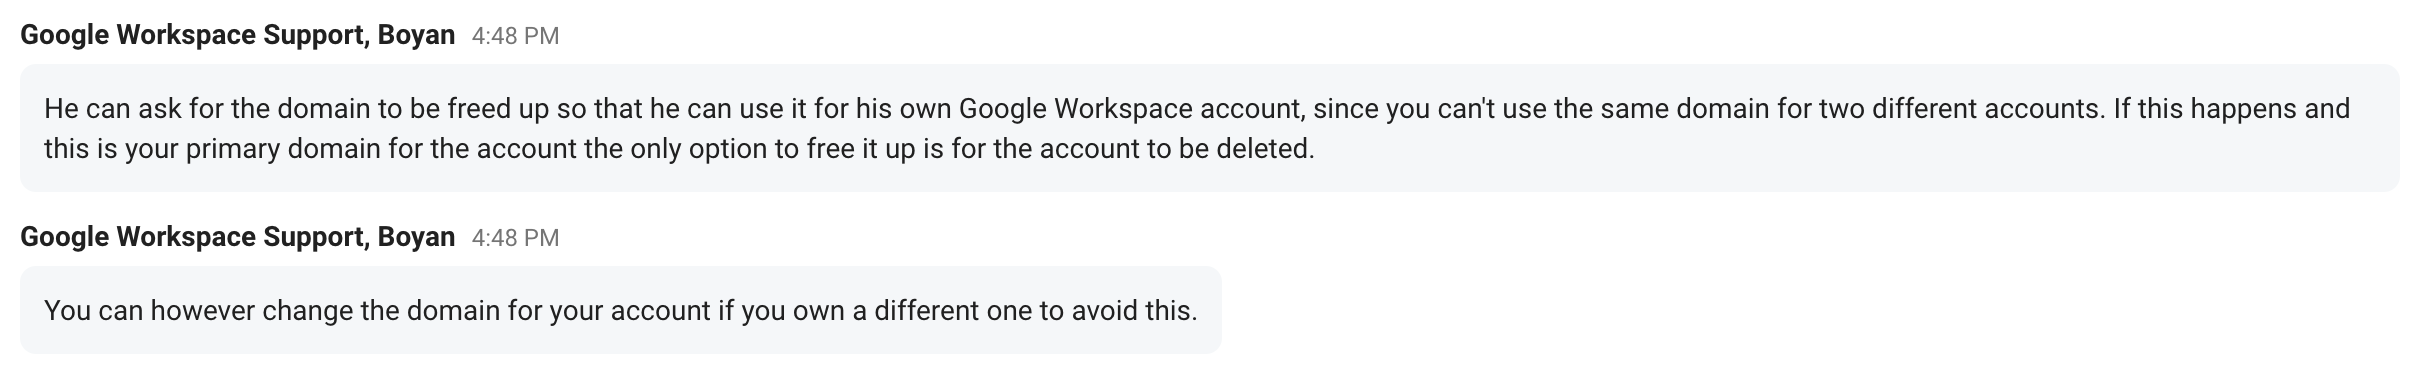 Google Workspace Support, Boyan 4:48 PM
He can ask for the domain to be freed up so that he can use it for his own Google Workspace account, since you can't use the same domain for two different accounts. If this happens and
this is your primary domain for the account the only option to free it up is for the account to be deleted.
Google Workspace Support, Boyan 4:48 PM
You can however change the domain for your account if you own a different one to avoid this.